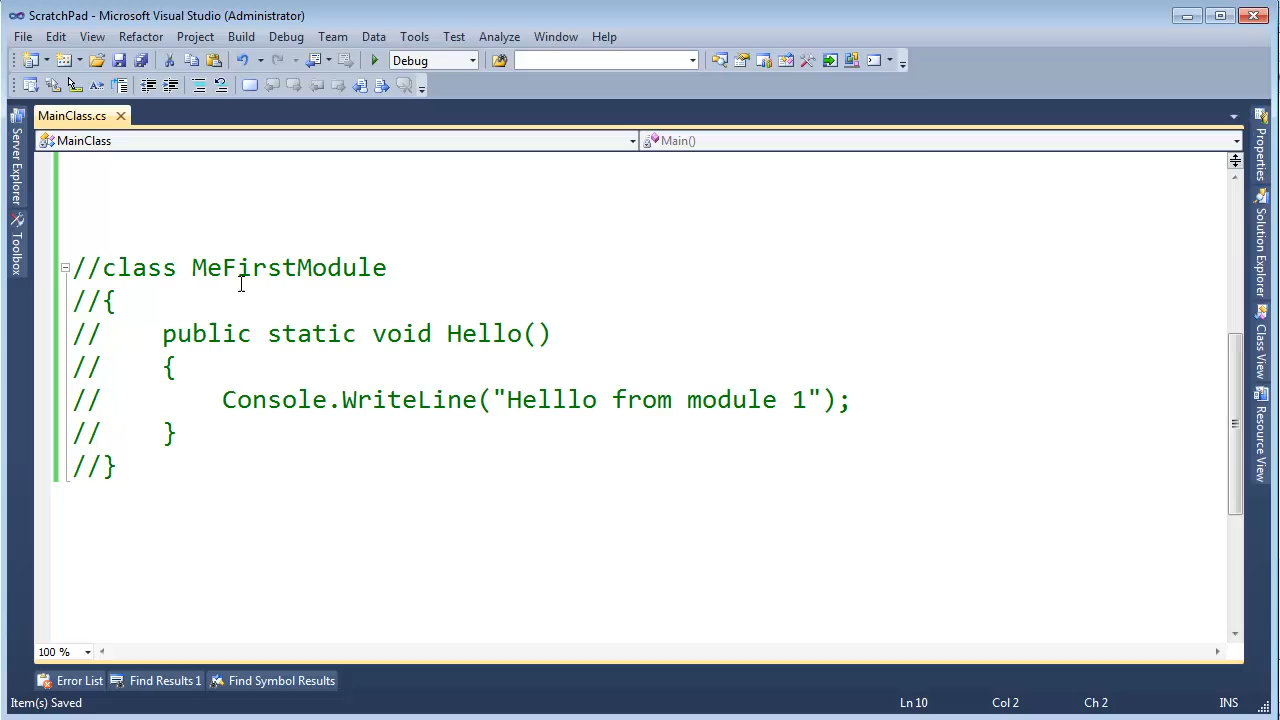 ScratchPad - Microsoft Visual Studio (Administrator)
File Edit View Refactor Project Build Debug Team Data Tools Test Analyze Window Help
Debug
MainClass.cs
MainClass
Main()
Server Explorer
Toolbox
Properties
Solution Explorer
Class View
Resource View
//class MeFirstModule
//{
// public static void Hello()
// {
// Console.WriteLine("Helllo from module 1");
// }
//}
100 %
Error List Find Results 1 Find Symbol Results
Item(s) Saved Ln 10 Col 2 Ch 2 INS